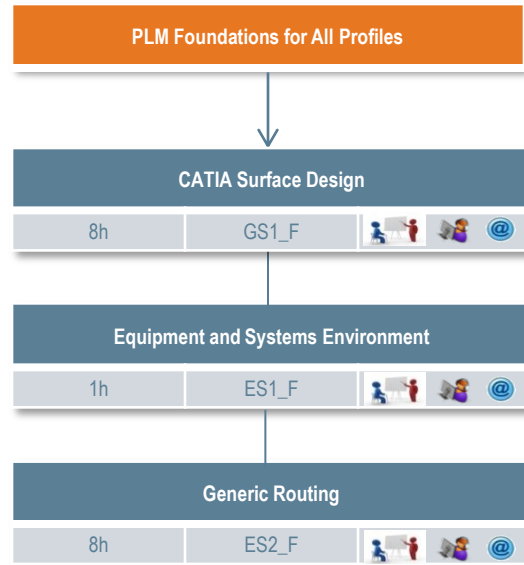 PLM Foundations for All Profiles
CATIA Surface Design
8h GS1_F @
Equipment and Systems Environment
1h ES1_F @
Generic Routing
8h ES2_F @